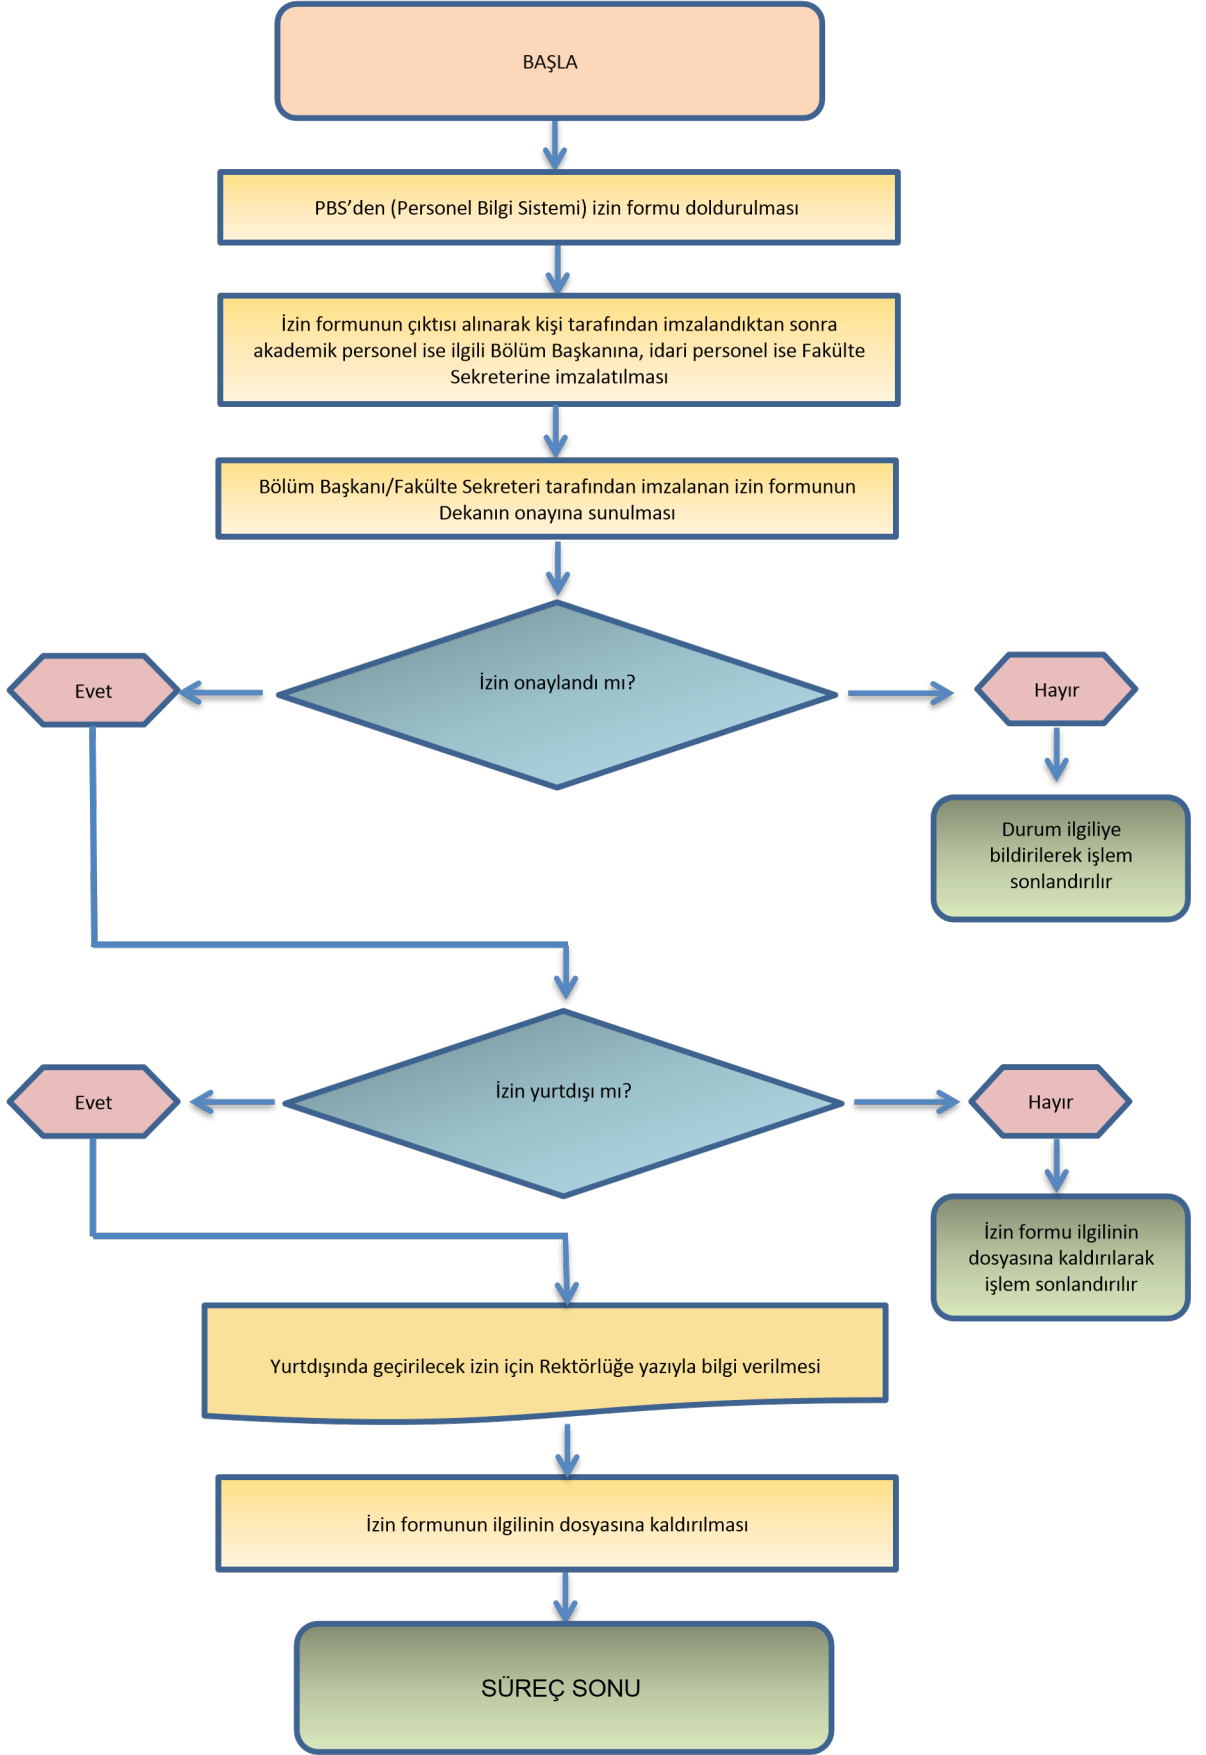 BAŞLA
PBS’den (Personel Bilgi Sistemi) izin formu doldurulması
İzin formunun çıktısı alınarak kişi tarafından imzalandıktan sonra
akademik personel ise ilgili Bölüm Başkanına, idari personel ise Fakülte
Sekreterine imzalatılması
Bölüm Başkanı/Fakülte Sekreteri tarafından imzalanan izin formunun
Dekanın onayına sunulması
İzin onaylandı mı?
Evet
Hayır
Durum ilgiliye
bildirilerek işlem
sonlandırılır
İzin yurtdışı mı?
Evet
Hayır
İzin formu ilgilinin
dosyasına kaldırılarak
işlem sonlandırılır
Yurtdışında geçirilecek izin için Rektörlüğe yazıyla bilgi verilmesi
İzin formunun ilgilinin dosyasına kaldırılması
SÜREÇ SONU